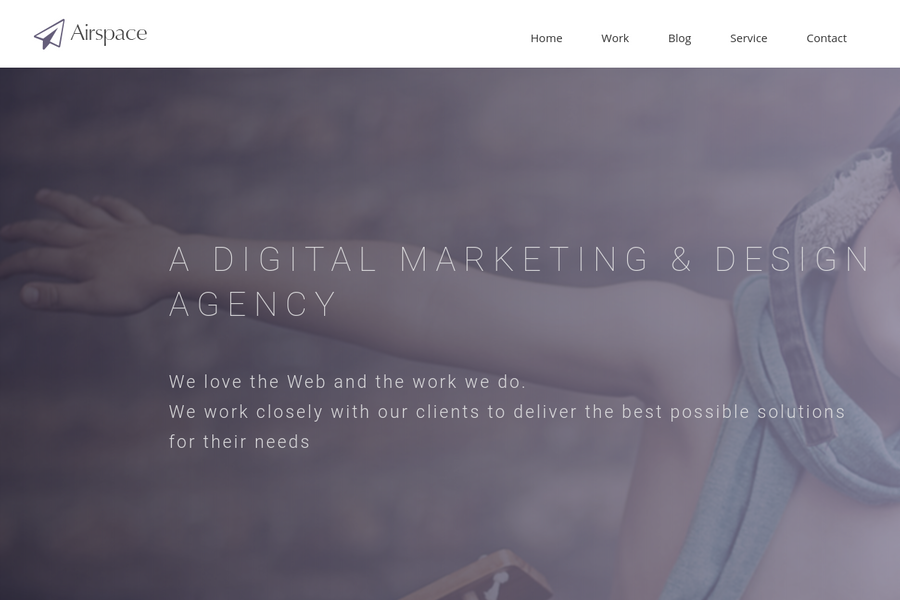 Airspace
Home Work Blog Service Contact
A DIGITAL MARKETING & DESIGN
AGENCY
We love the Web and the work we do.
We work closely with our clients to deliver the best possible solutions
for their needs